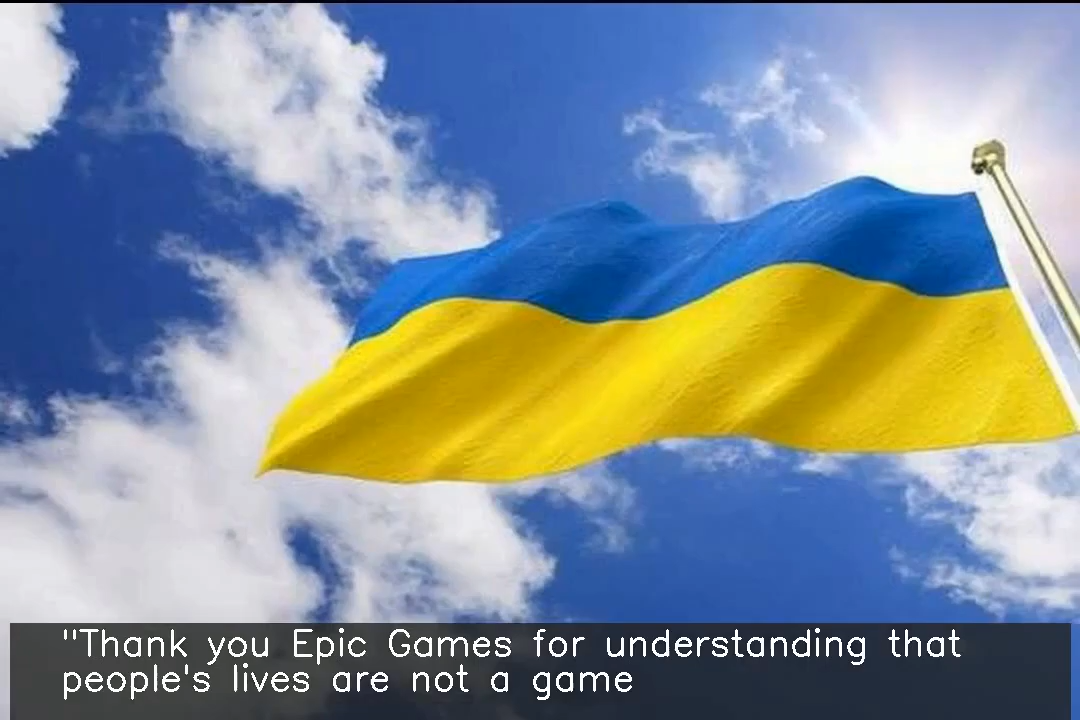 "Thank you Epic Games for understanding that
people's lives are not a game